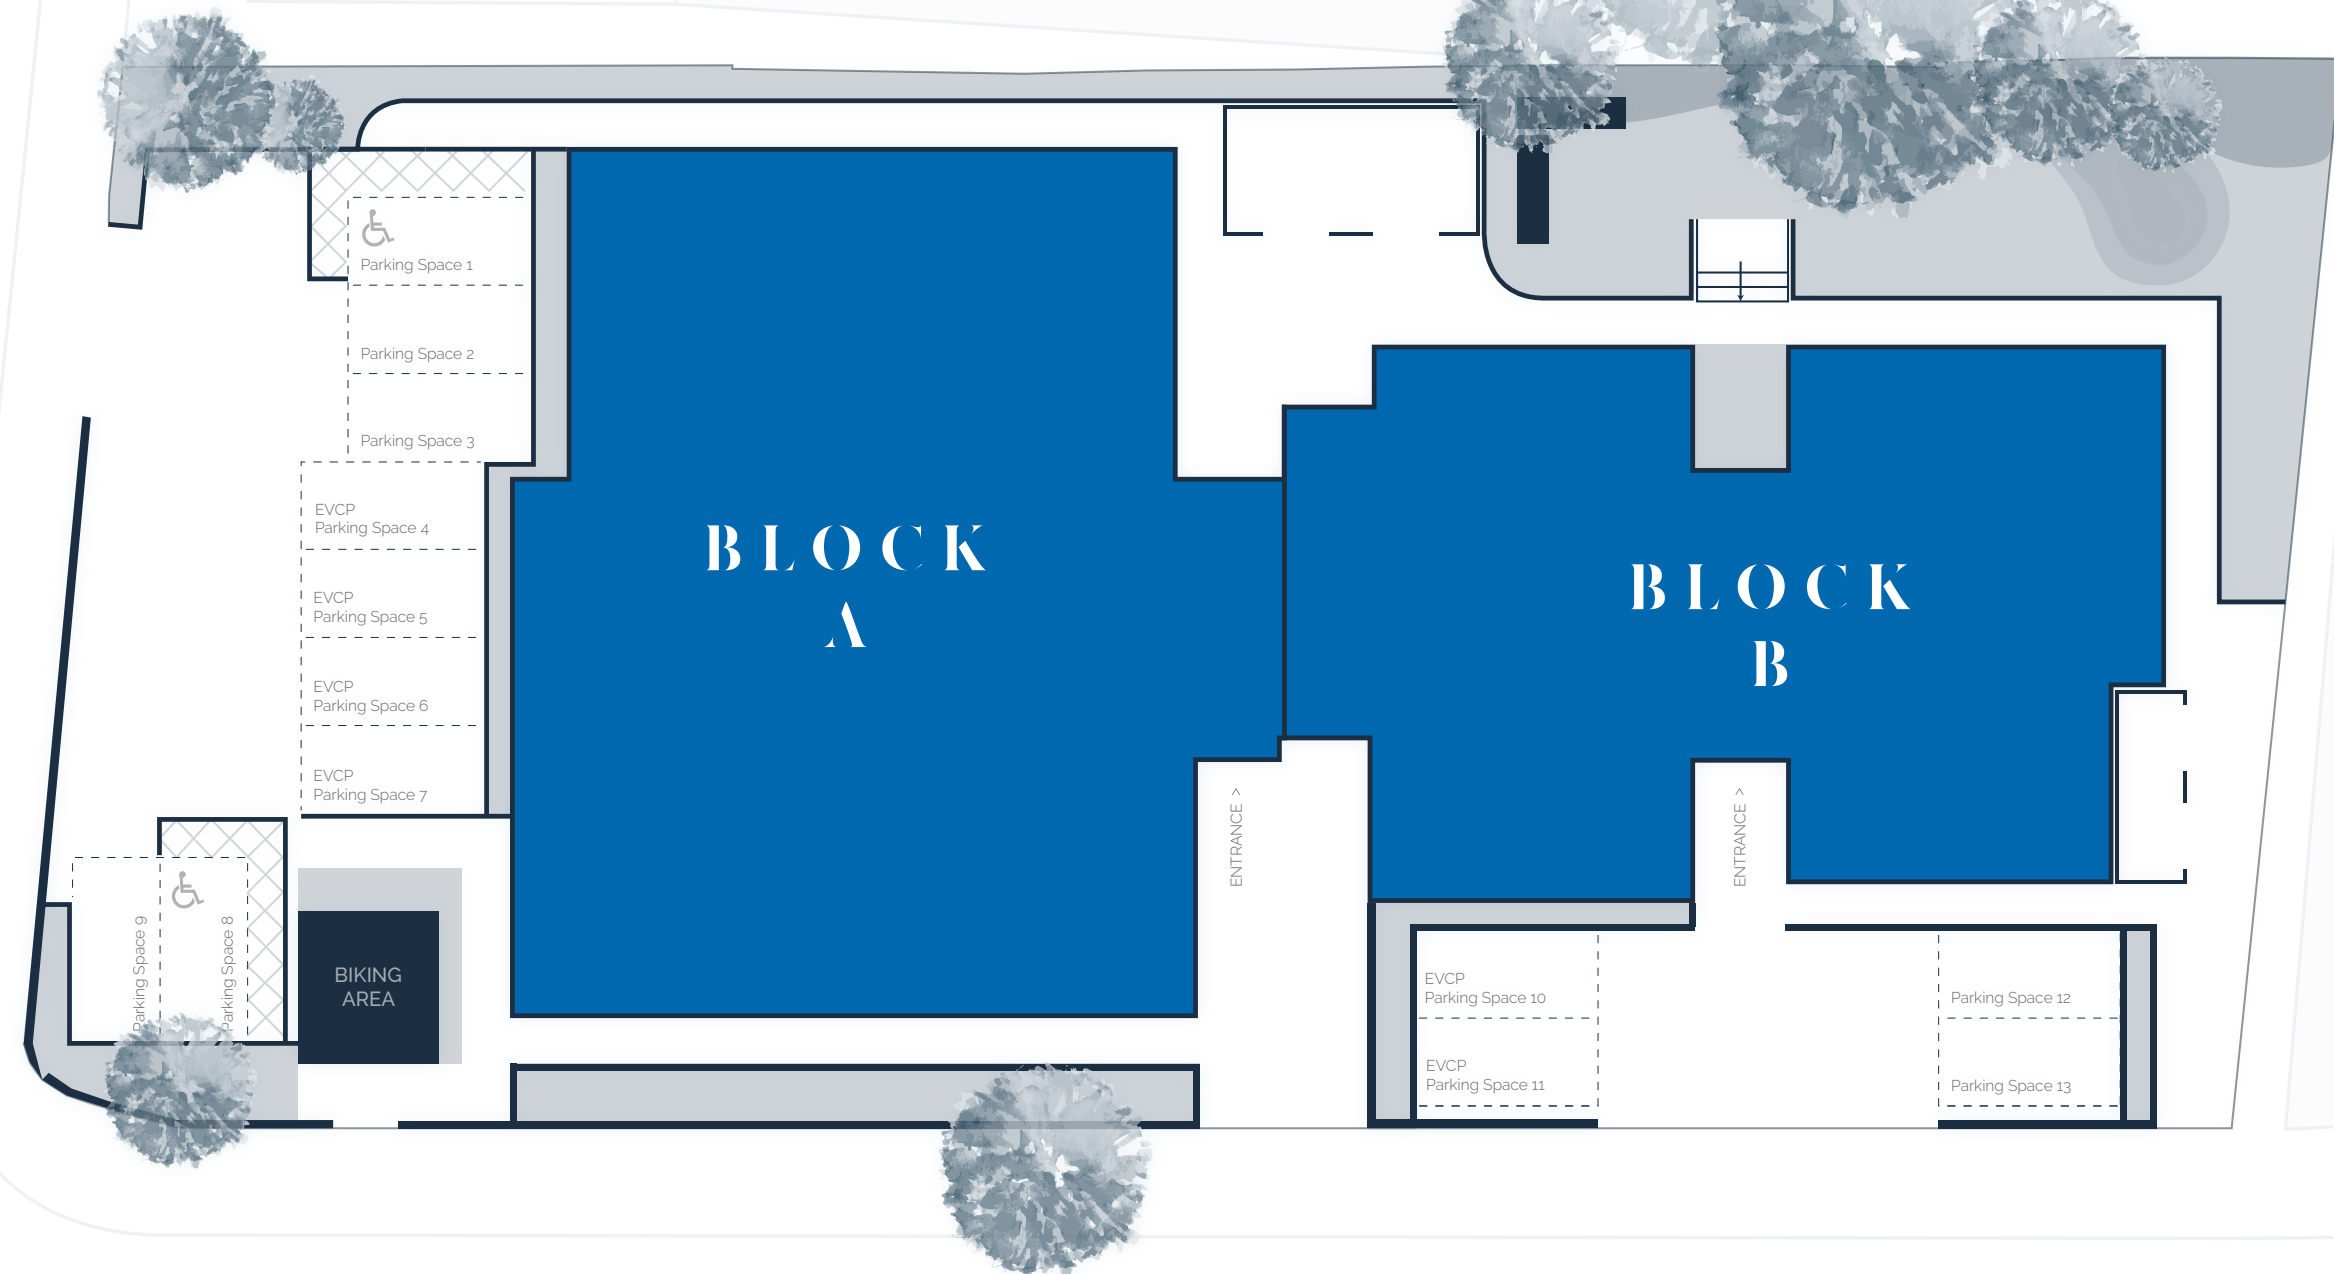 Parking Space 1
Parking Space 2
Parking Space 3
EVCP
Parking Space 4
EVCP
Parking Space 5
EVCP
Parking Space 6
EVCP
Parking Space 7
Parking Space 9
Parking Space 8
BIKING
AREA
BLOCK
A
BLOCK
B
ENTRANCE >
ENTRANCE >
EVCP
Parking Space 10
EVCP
Parking Space 11
Parking Space 12
Parking Space 13